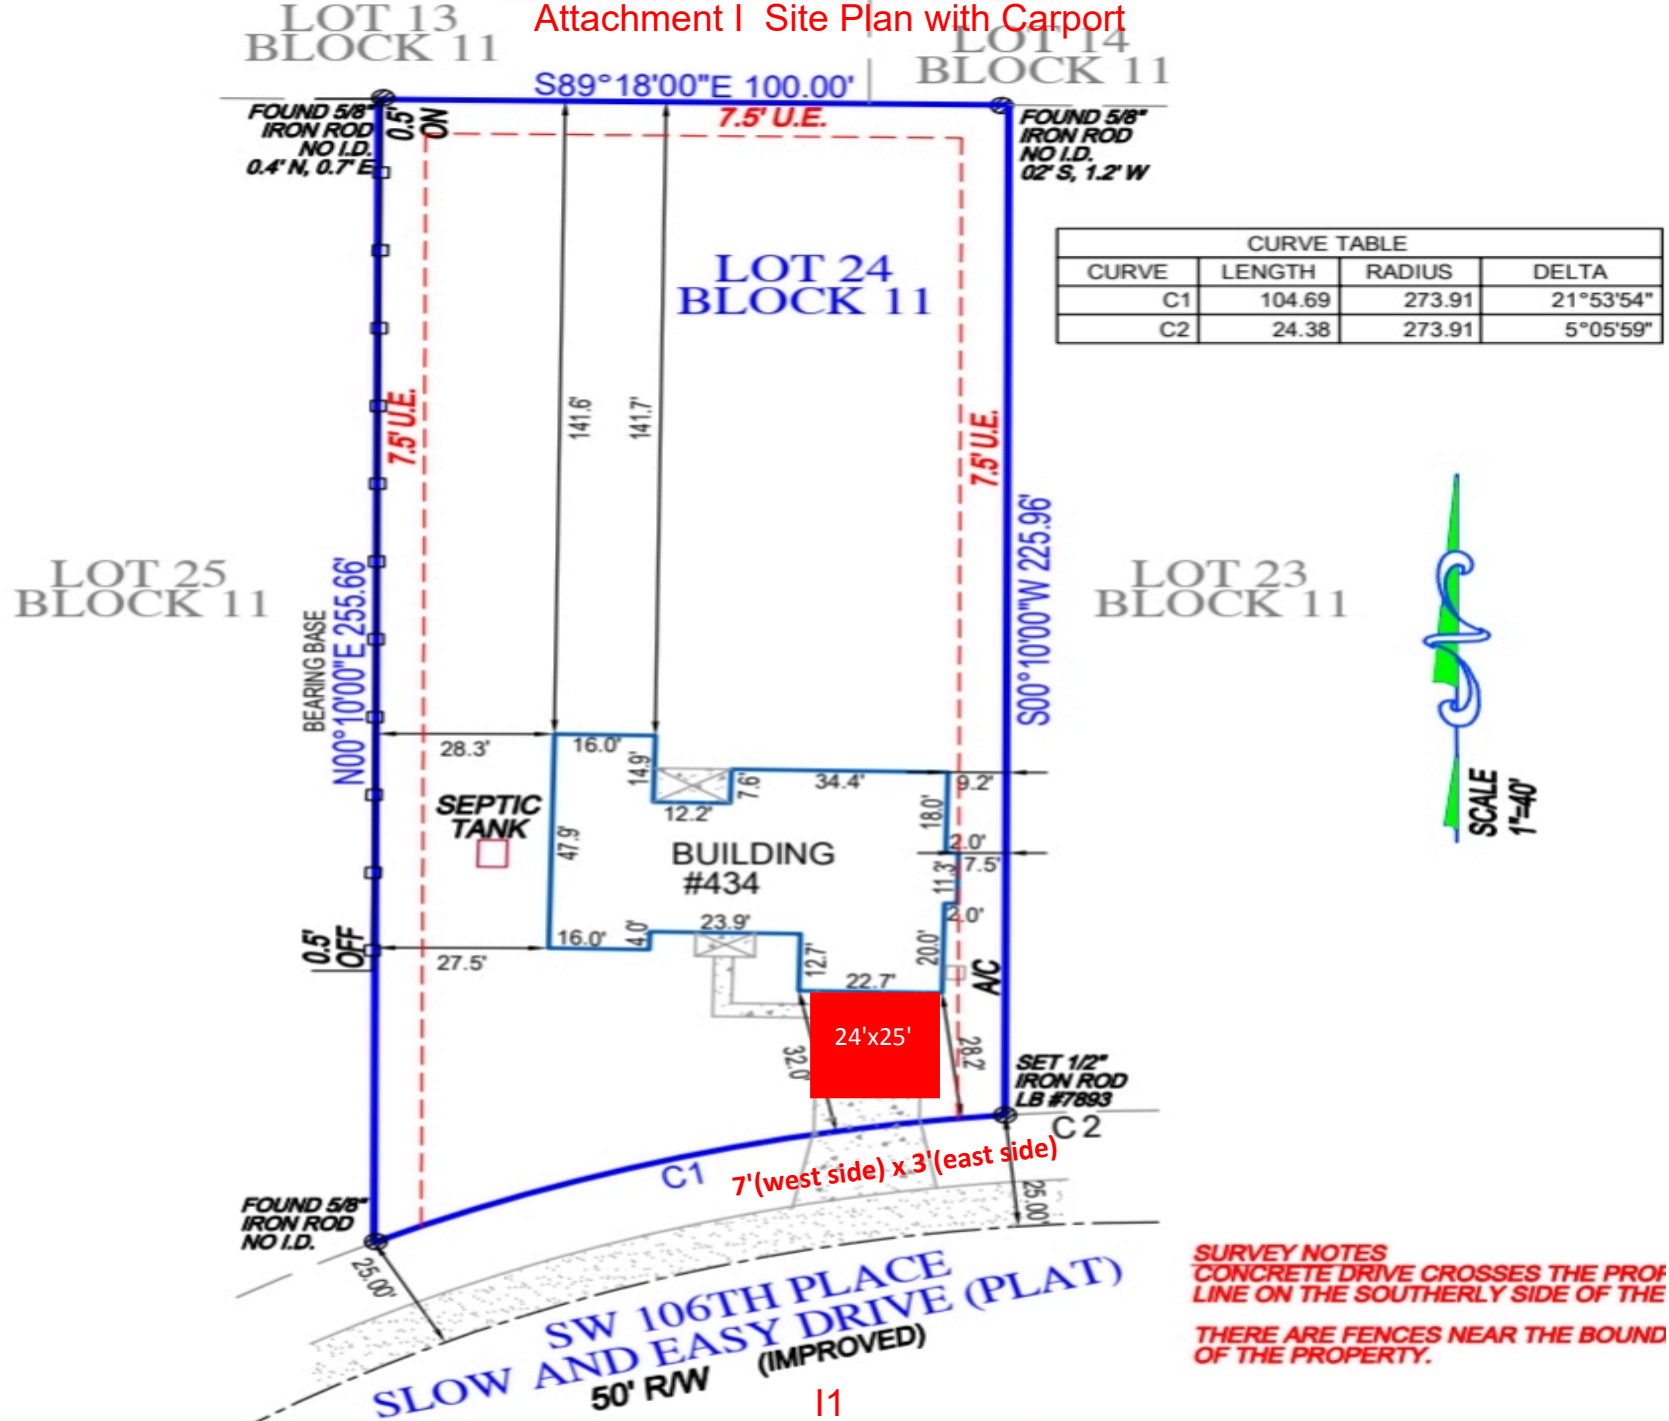 Attachment I  Site Plan with Carport
LOT 13
BLOCK 11
LOT 14
BLOCK 11
S89°18'00"E 100.00'
7.5' U.E.
FOUND 5/8"
IRON ROD
NO I.D.
0.4' N, 0.7' E
0.5'
ON
FOUND 5/8"
IRON ROD
NO I.D.
02' S, 1.2' W
LOT 24
BLOCK 11
CURVE TABLE
CURVE LENGTH RADIUS DELTA
C1 104.69 273.91 21°53'54"
C2 24.38 273.91 5°05'59"
7.5' U.E.
141.6'
141.7'
7.5' U.E.
LOT 25
BLOCK 11
BEARING BASE
N00°10'00"E 255.66'
S00°10'00"W 225.96'
LOT 23
BLOCK 11
SCALE
1"=40'
28.3'
16.0'
14.9'
12.2'
7.6'
34.4'
9.2'
18.0'
2.0'
7.5'
11.3'
2.0'
SEPTIC
TANK
47.9'
BUILDING
#434
23.9'
16.0'
4.0'
12.7'
20.0'
22.7'
A/C
0.5'
OFF
27.5'
24'x25'
32.0'
28.2'
SET 1/2"
IRON ROD
LB #7893
C2
C1
7'(west side) x 3'(east side)
25.00'
FOUND 5/8"
IRON ROD
NO I.D.
25.00'
SW 106TH PLACE
SLOW AND EASY DRIVE (PLAT)
50' R/W (IMPROVED)
SURVEY NOTES
CONCRETE DRIVE CROSSES THE PROP
LINE ON THE SOUTHERLY SIDE OF THE
THERE ARE FENCES NEAR THE BOUND
OF THE PROPERTY.
I1